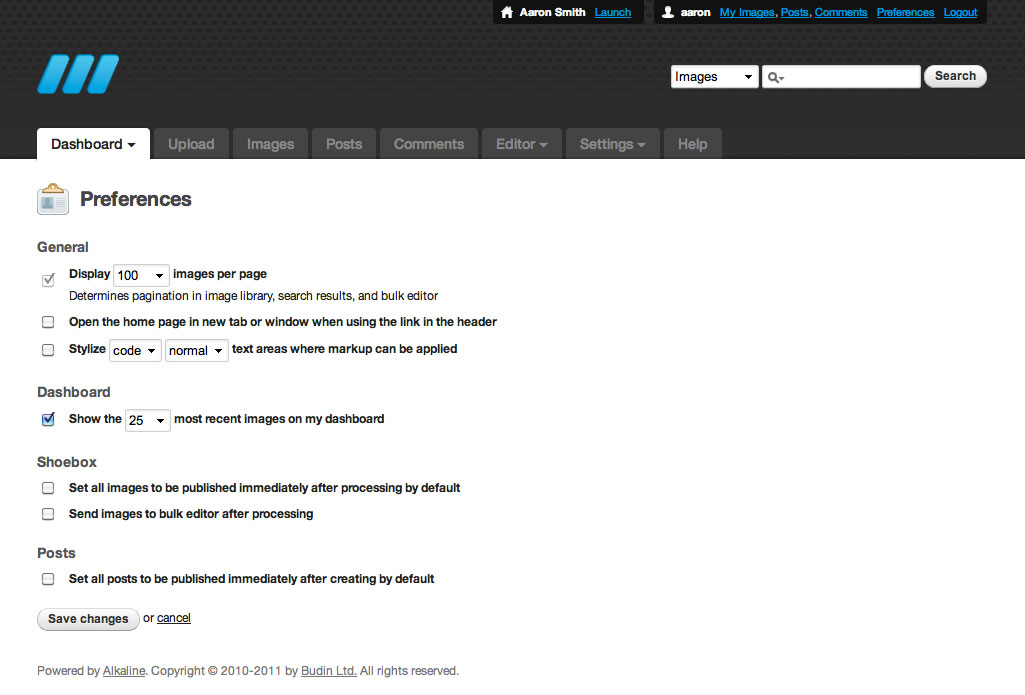 Aaron Smith Launch aaron My Images, Posts, Comments Preferences Logout
Images Search
Dashboard Upload Images Posts Comments Editor Settings Help
Preferences
General
Display 100 images per page
Determines pagination in image library, search results, and bulk editor
Open the home page in new tab or window when using the link in the header
Stylize code normal text areas where markup can be applied
Dashboard
Show the 25 most recent images on my dashboard
Shoebox
Set all images to be published immediately after processing by default
Send images to bulk editor after processing
Posts
Set all posts to be published immediately after creating by default
Save changes or cancel
Powered by Alkaline. Copyright © 2010-2011 by Budin Ltd. All rights reserved.